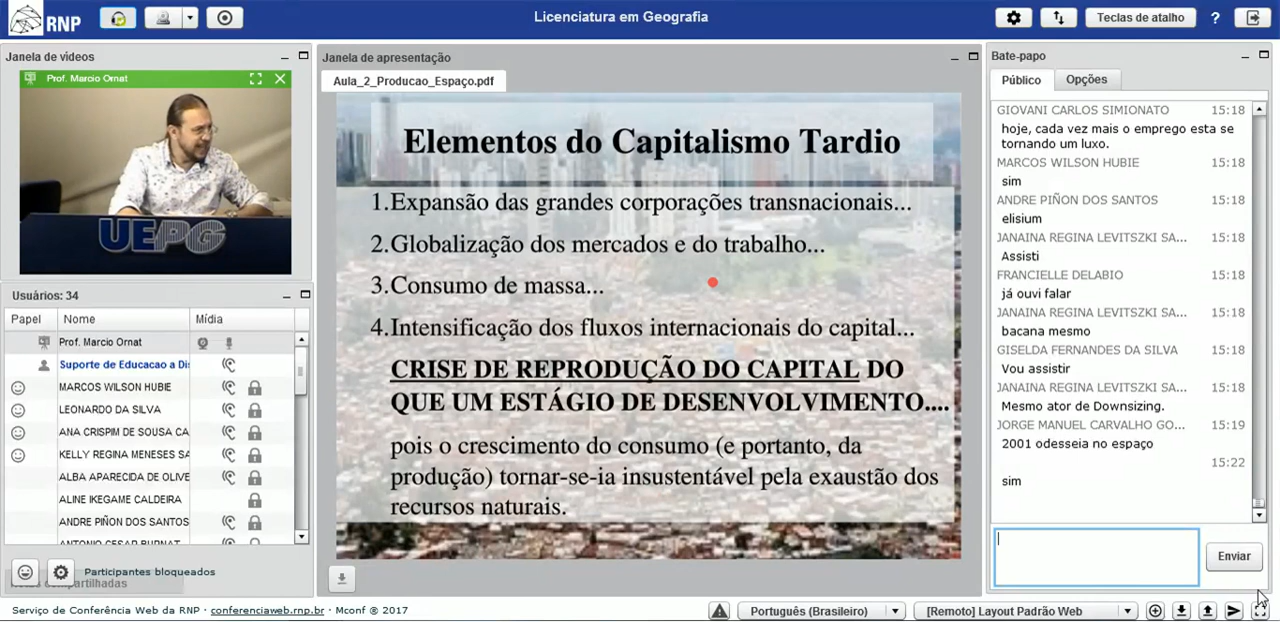 RNP
Licenciatura em Geografia
Teclas de atalho
?
Janela de vídeos
Prof. Marcio Ornat
UEPG
Usuários: 34
Papel Nome Mídia
Prof. Marcio Ornat
Suporte de Educacao a Di
MARCOS WILSON HUBIE
LEONARDO DA SILVA
ANA CRISPIM DE SOUSA CA
KELLY REGINA MENESES SA
ALBA APARECIDA DE OLIVE
ALINE IKEGAME CALDEIRA
ANDRE PIÑON DOS SANTOS
Participantes bloqueados
Janela de apresentação
Aula_2_Producao_Espaço.pdf
Elementos do Capitalismo Tardio
1.Expansão das grandes corporações transnacionais...
2.Globalização dos mercados e do trabalho...
3.Consumo de massa...
4.Intensificação dos fluxos internacionais do capital...
CRISE DE REPRODUÇÃO DO CAPITAL DO
QUE UM ESTÁGIO DE DESENVOLVIMENTO....
pois o crescimento do consumo (e portanto, da
produção) tornar-se-ia insustentável pela exaustão dos
recursos naturais.
Bate-papo
Público Opções
GIOVANI CARLOS SIMIONATO 15:18
hoje, cada vez mais o emprego esta se
tornando um luxo.
MARCOS WILSON HUBIE 15:18
sim
ANDRE PIÑON DOS SANTOS 15:18
elisium
JANAINA REGINA LEVITSZKI SA... 15:18
Assisti
FRANCIELLE DELABIO 15:18
já ouvi falar
JANAINA REGINA LEVITSZKI SA... 15:18
bacana mesmo
GISELDA FERNANDES DA SILVA 15:18
Vou assistir
JANAINA REGINA LEVITSZKI SA... 15:18
Mesmo ator de Downsizing.
JORGE MANUEL CARVALHO GO... 15:19
2001 odesseia no espaço
15:22
sim
Enviar
Serviço de Conferência Web da RNP · conferenciaweb.rnp.br · Mconf ® 2017
Português (Brasileiro)
[Remoto] Layout Padrão Web